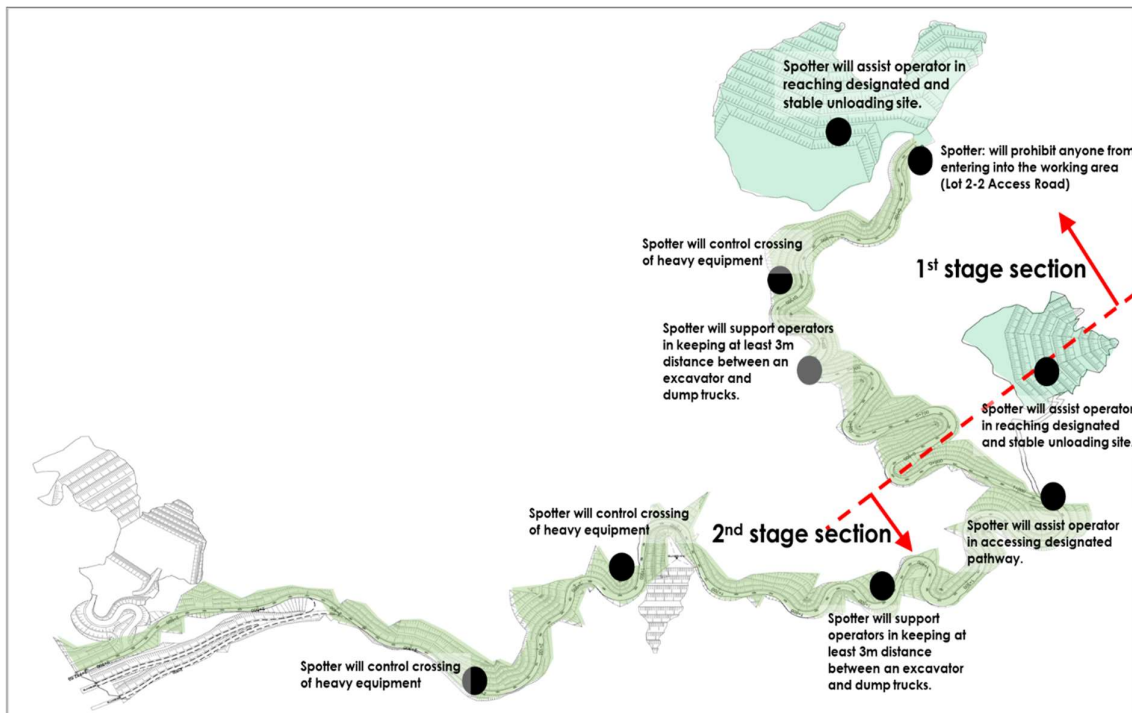 Spotter will assist operator in
reaching designated and
stable unloading site.
Spotter: will prohibit anyone from
entering into the working area
(Lot 2-2 Access Road)
Spotter will control crossing
of heavy equipment
1st stage section
Spotter will support operators
in keeping at least 3m
distance between an
excavator and
dump trucks.
Spotter will assist operator
in reaching designated
and stable unloading site.
Spotter will control crossing
of heavy equipment
2nd stage section
Spotter will assist operator
in accessing designated
pathway.
Spotter will support
operators in keeping at
least 3m distance
between an excavator
and dump trucks.
Spotter will control crossing
of heavy equipment